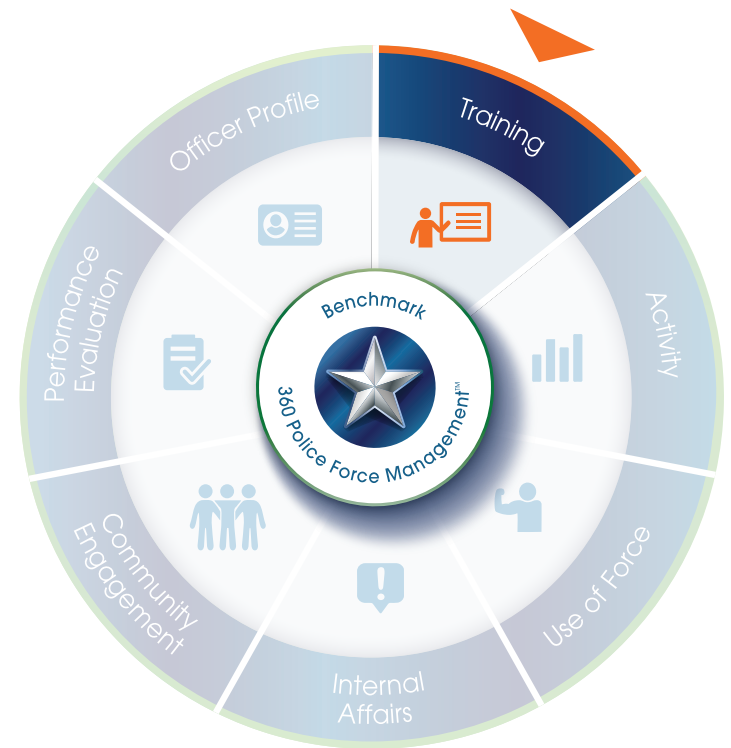 Officer Profile
Training
Activity
Use of Force
Internal
Affairs
Community
Engagement
Performance
Evaluation
Benchmark
360 Police Force Management™